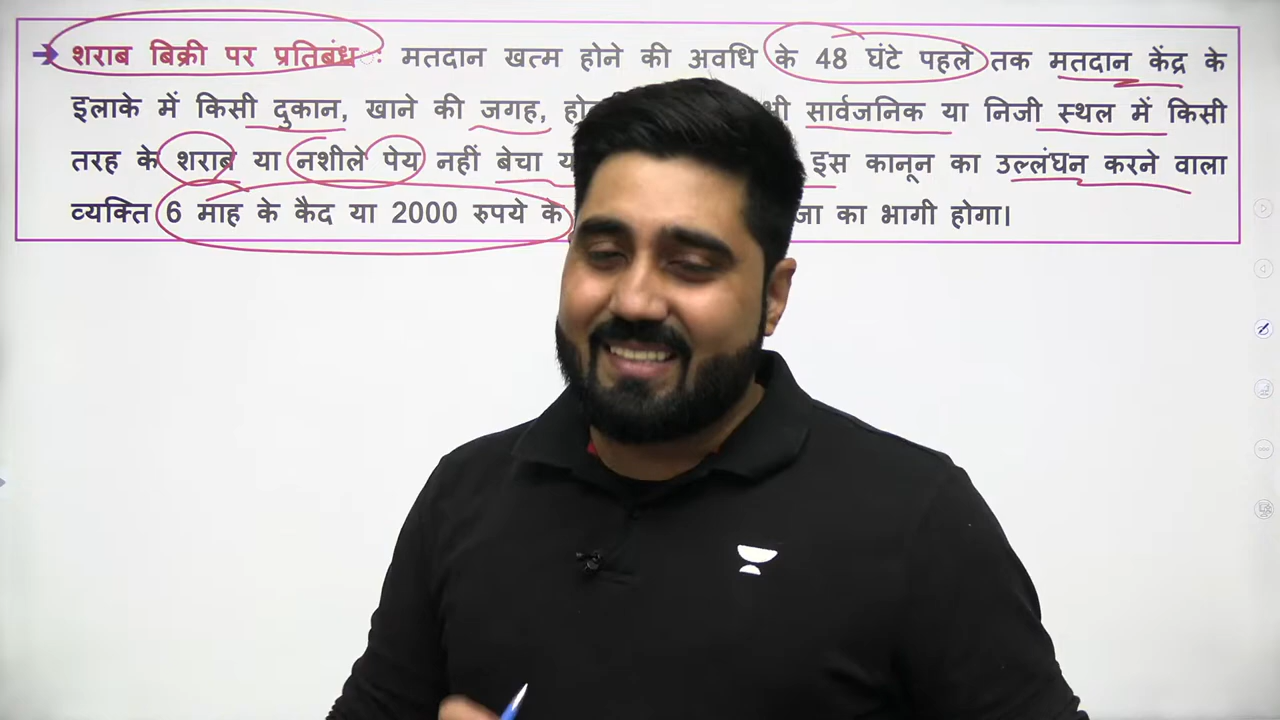 शराब बिक्री पर प्रतिबंध : मतदान खत्म होने की अवधि के 48 घंटे पहले तक मतदान केंद्र के
इलाके में किसी दुकान, खाने की जगह, सार्वजनिक या निजी स्थल में किसी
तरह के शराब या नशीले पेय नहीं बेचा इस कानून का उल्लंघन करने वाला
व्यक्ति 6 माह के कैद या 2000 रुपये के का भागी होगा।